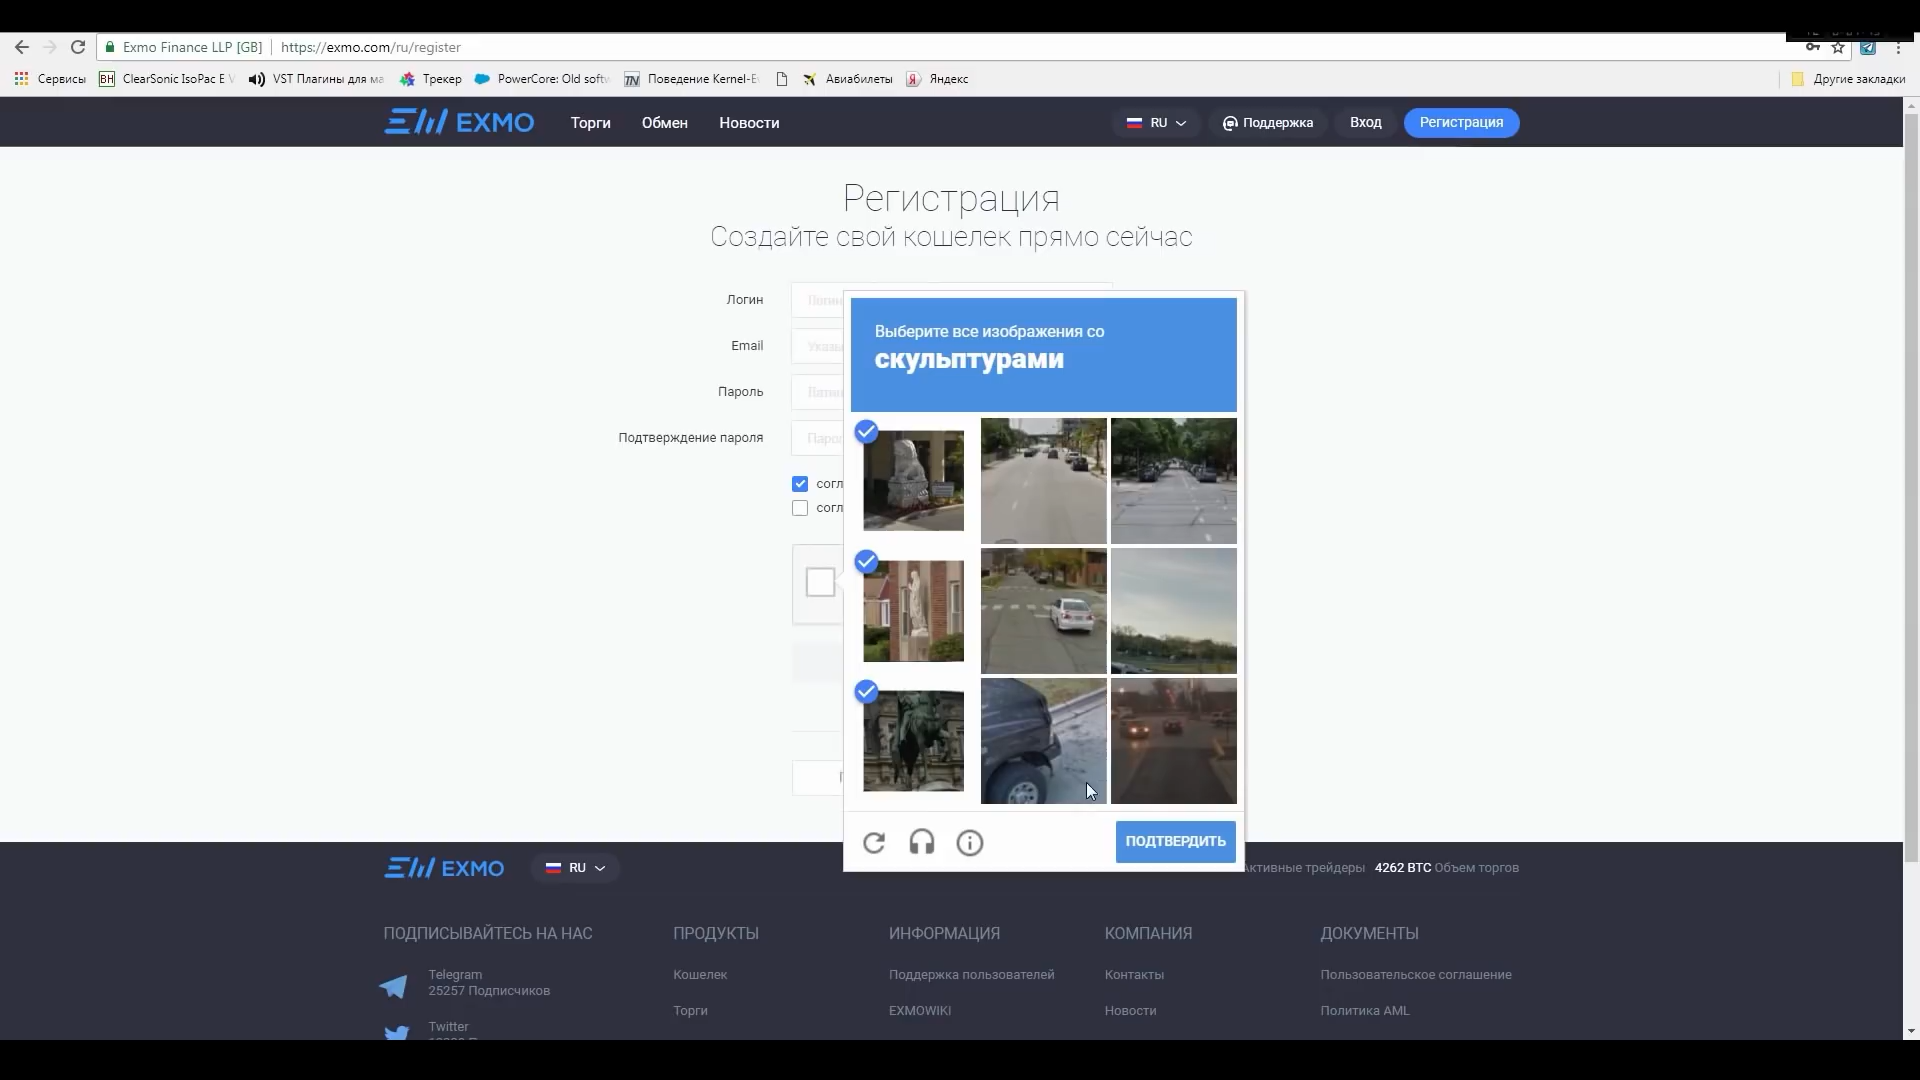 Exmo Finance LLP [GB] https://exmo.com/ru/register
Сервисы BH ClearSonic IsoPac E V VST Плагины для ма Трекер PowerCore: Old softw TN Поведение Kernel-E Авиабилеты Я Яндекс Другие закладки
EXMO Торги Обмен Новости RU Поддержка Вход Регистрация
Регистрация
Создайте свой кошелек прямо сейчас
Логин
Email
Пароль
Подтверждение пароля
согл
согл
Выберите все изображения со
скульптурами
ПОДТВЕРДИТЬ
EXMO RU Активные трейдеры 4262 BTC Объем торгов
ПОДПИСЫВАЙТЕСЬ НА НАС ПРОДУКТЫ ИНФОРМАЦИЯ КОМПАНИЯ ДОКУМЕНТЫ
Telegram Кошелек Поддержка пользователей Контакты Пользовательское соглашение
25257 Подписчиков
Торги EXMOWIKI Новости Политика AML
Twitter